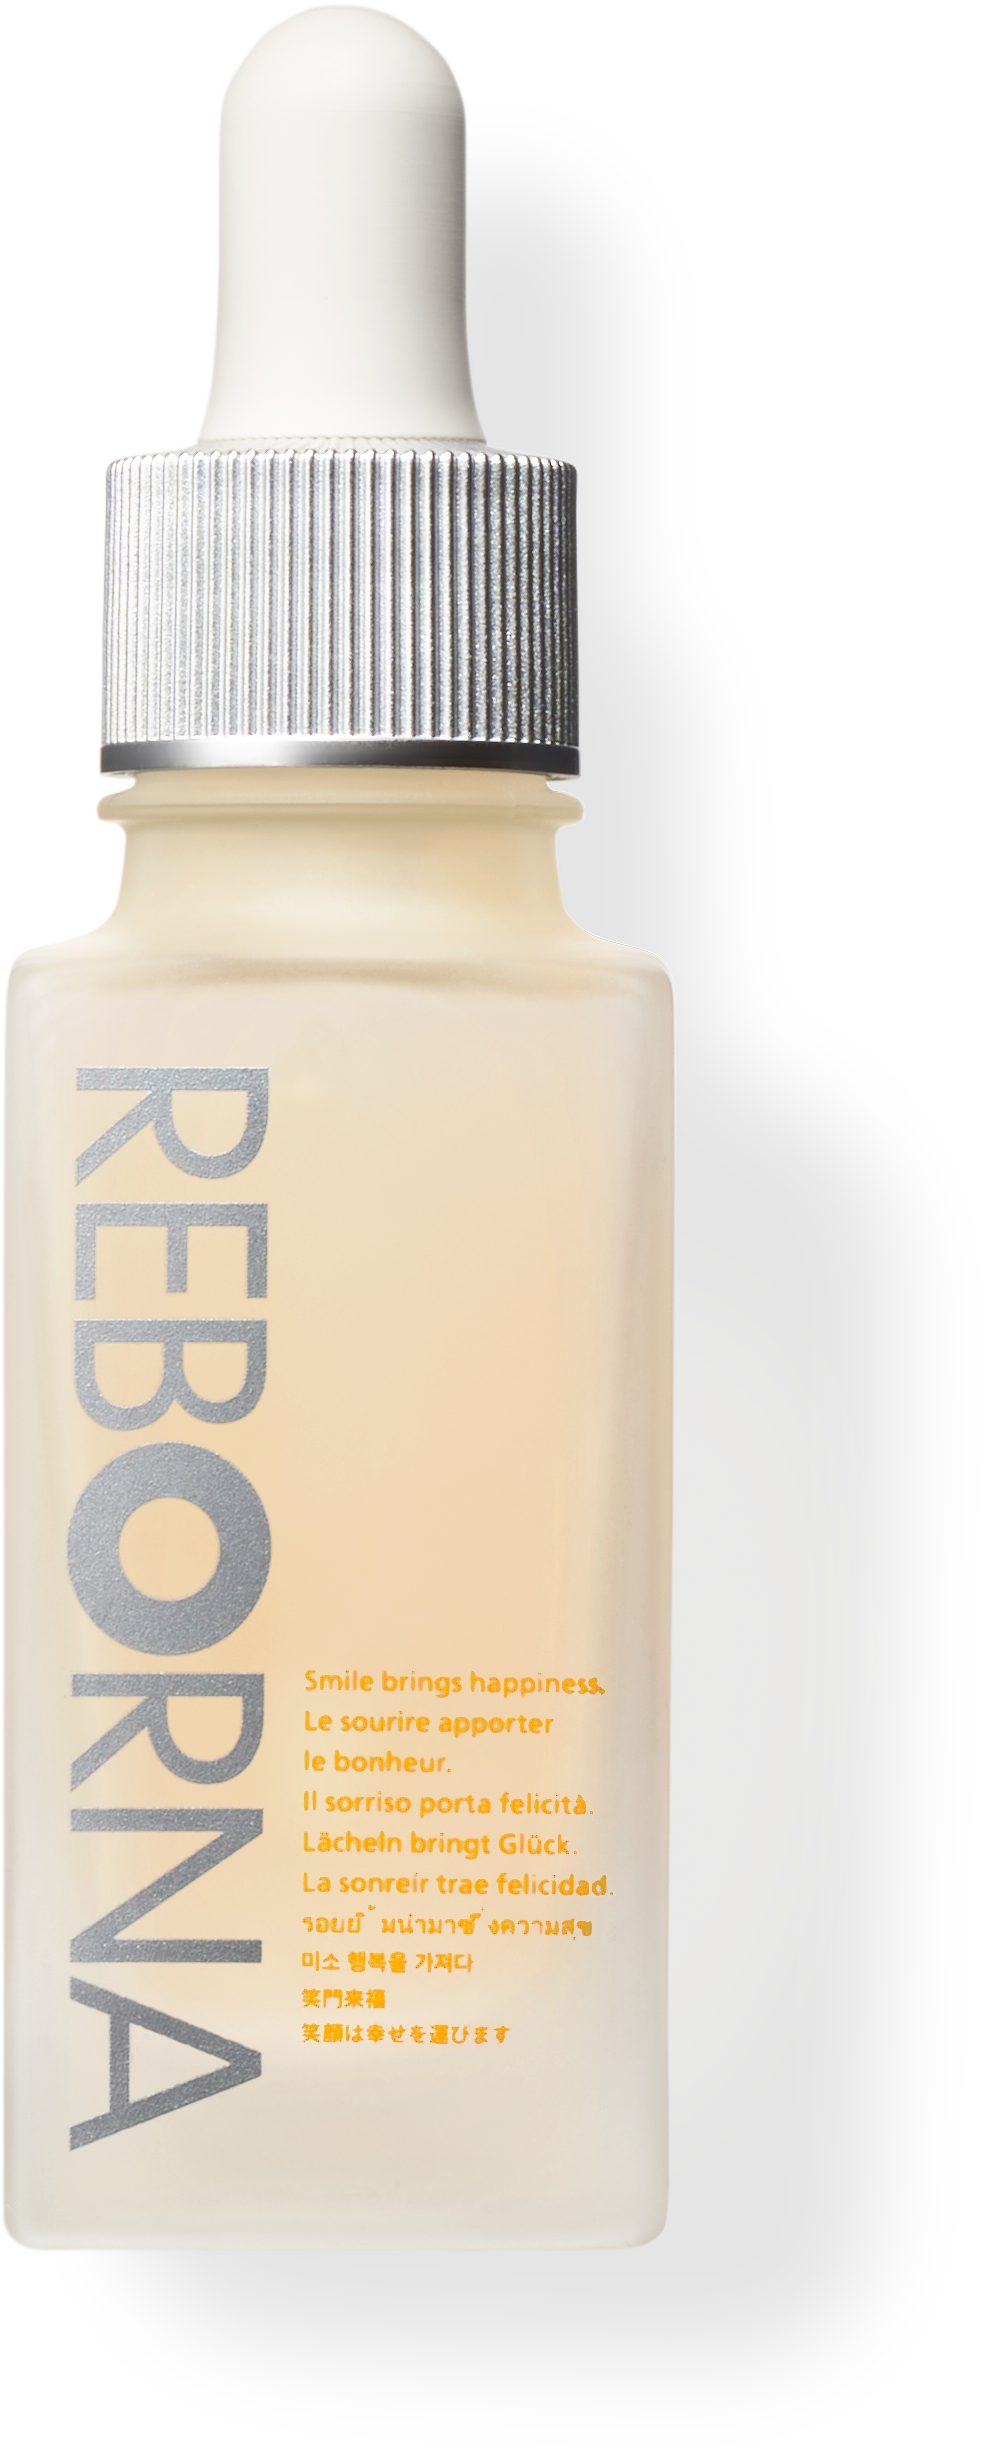 REBORNA
Smile brings happiness.
Le sourire apporter
le bonheur.
Il sorriso porta felicità.
Lächeln bringt Glück.
La sonreír trae felicidad.
미소 행복을 가져다
笑門来福
笑顔は幸せを運びます